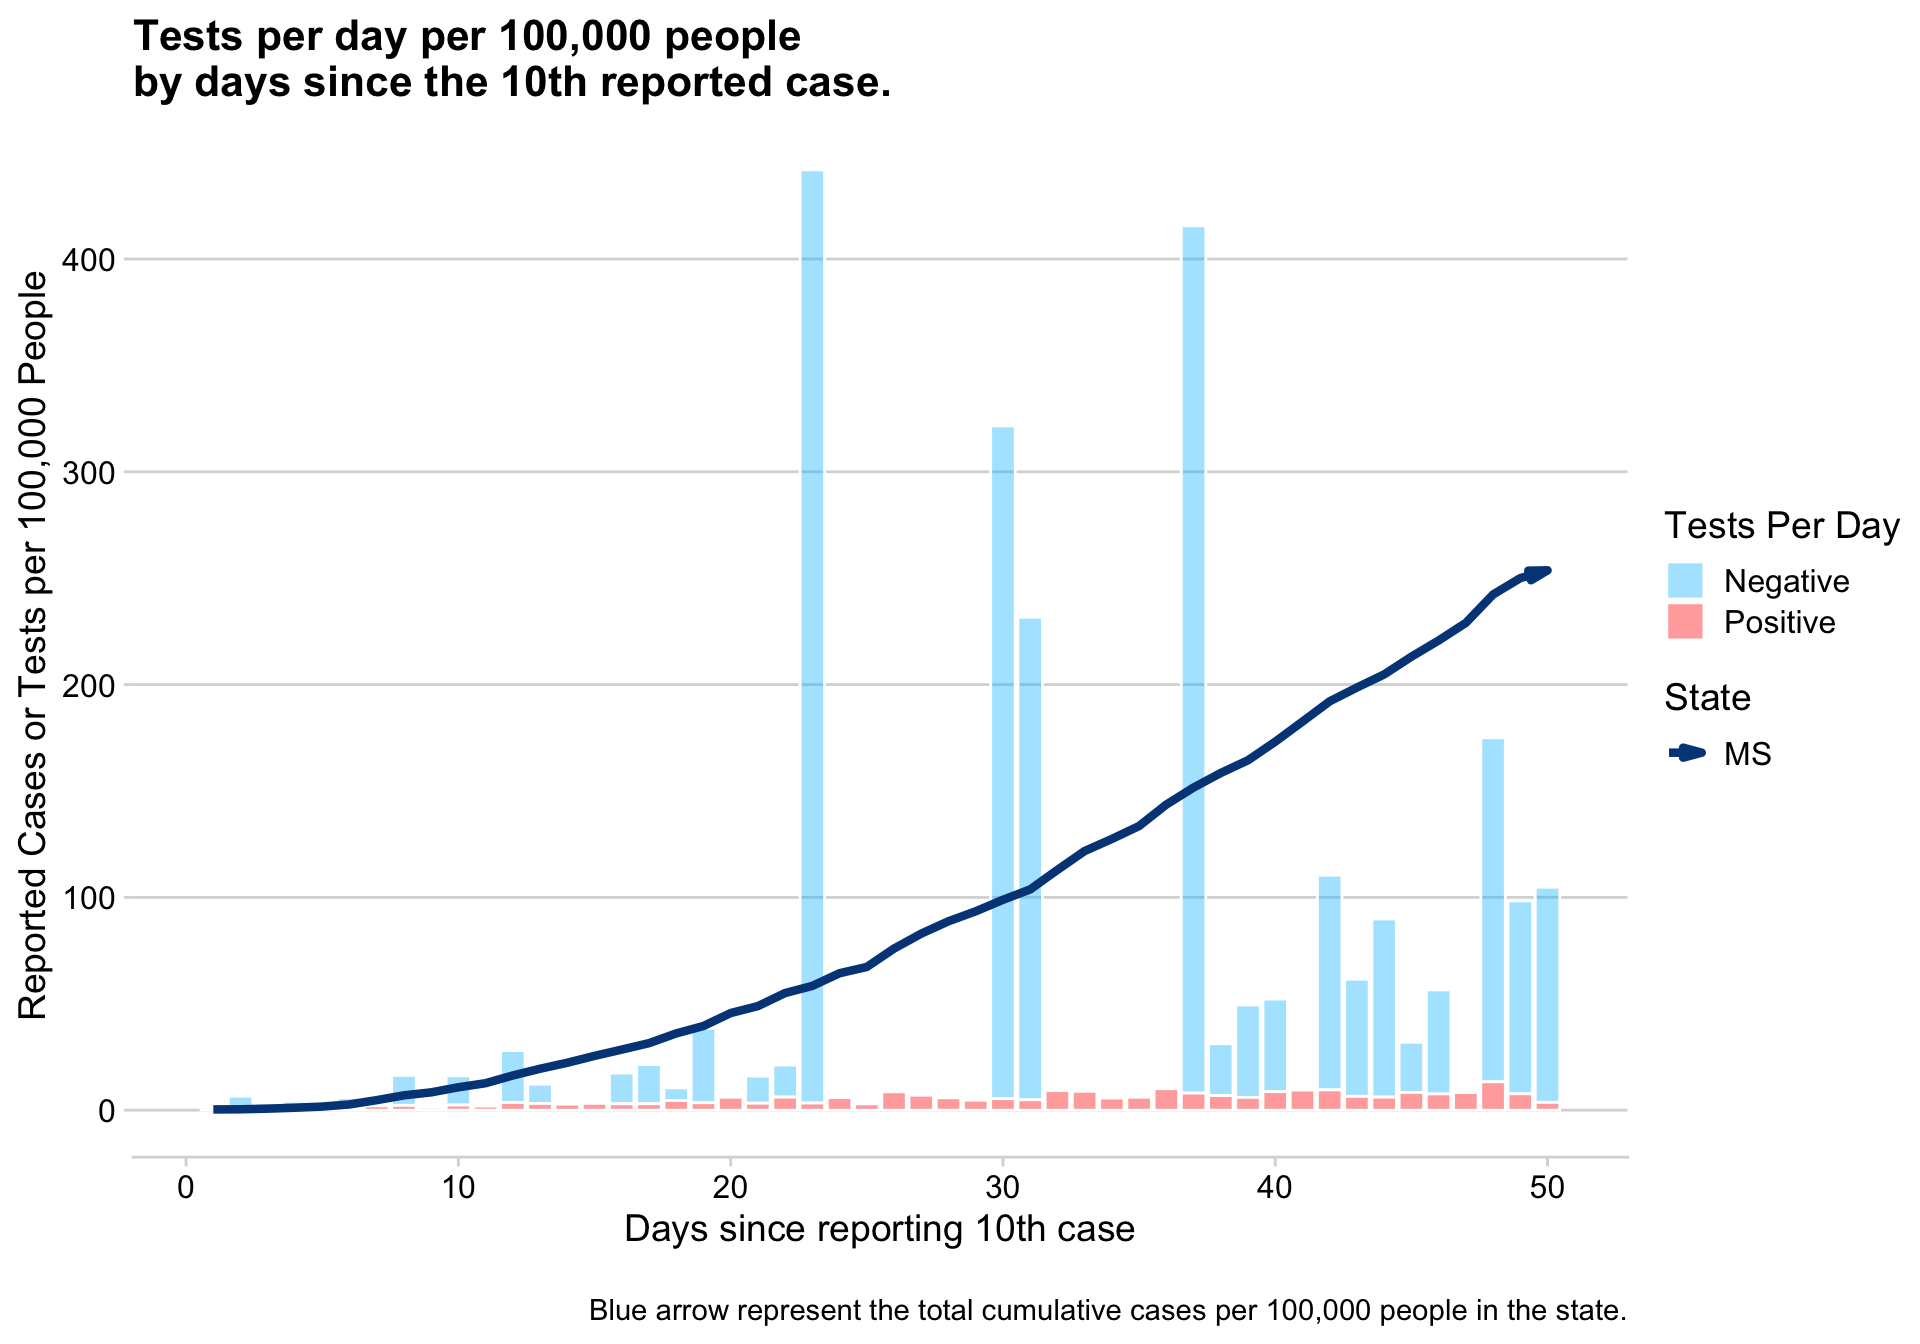 Tests per day per 100,000 people
by days since the 10th reported case.
Reported Cases or Tests per 100,000 People
400
300
200
100
0
0 10 20 30 40 50
Days since reporting 10th case
Tests Per Day
Negative
Positive
State
MS
Blue arrow represent the total cumulative cases per 100,000 people in the state.